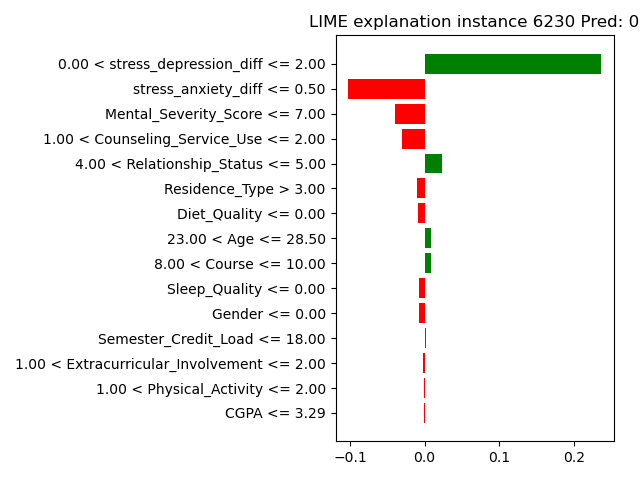 LIME explanation instance 6230 Pred: 0
0.00 < stress_depression_diff <= 2.00
stress_anxiety_diff <= 0.50
Mental_Severity_Score <= 7.00
1.00 < Counseling_Service_Use <= 2.00
4.00 < Relationship_Status <= 5.00
Residence_Type > 3.00
Diet_Quality <= 0.00
23.00 < Age <= 28.50
8.00 < Course <= 10.00
Sleep_Quality <= 0.00
Gender <= 0.00
Semester_Credit_Load <= 18.00
1.00 < Extracurricular_Involvement <= 2.00
1.00 < Physical_Activity <= 2.00
CGPA <= 3.29
−0.1 0.0 0.1 0.2